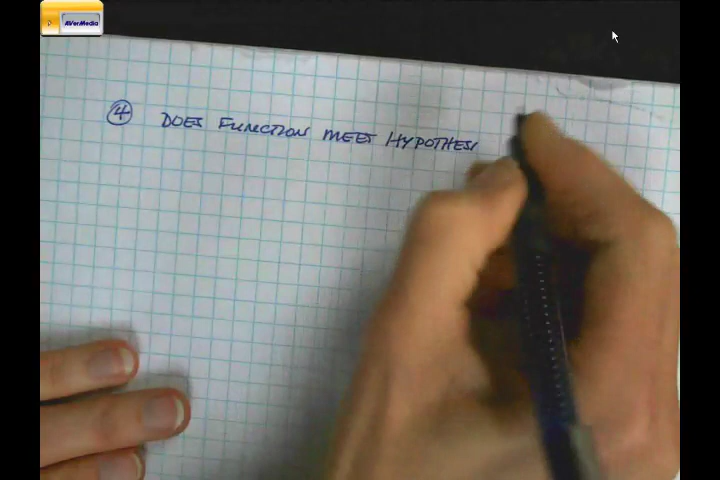 AVerMedia
④ DOES FUNCTION MEET HYPOTHESI